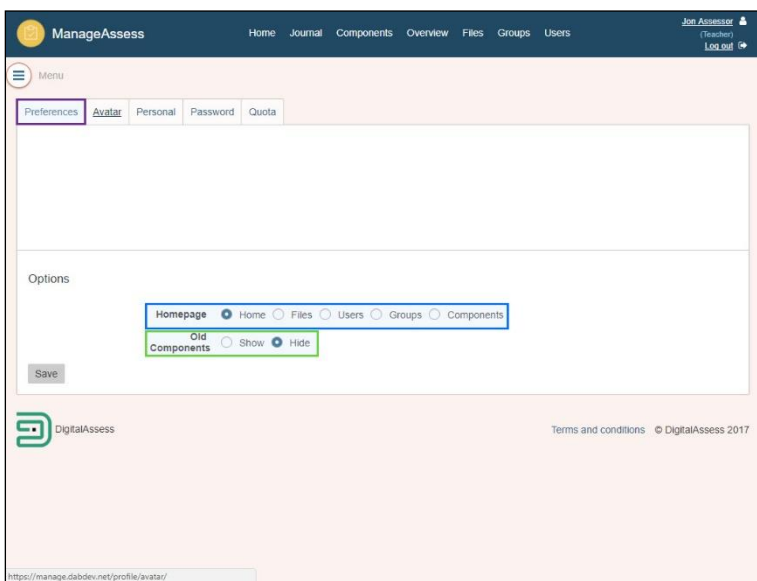 ManageAssess Home Journal Components Overview Files Groups Users
Jon Assessor
(Teacher)
Log out
Menu
Preferences Avatar Personal Password Quota
Options
Homepage Home Files Users Groups Components
Old Components Show Hide
Save
DigitalAssess Terms and conditions © DigitalAssess 2017
https://manage.dabdev.net/profile/avatar/